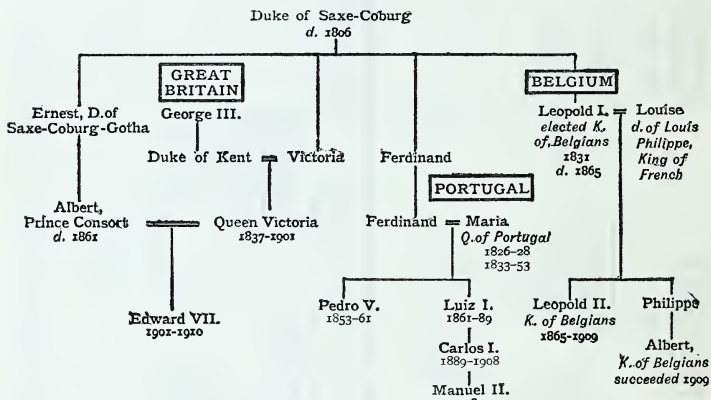 Duke of Saxe-Coburg
d. 1806
GREAT
BRITAIN
BELGIUM
Ernest, D.of
Saxe-Coburg-Gotha
George III.
Leopold I. = Louise
elected K.
of, Belgians
1831
d. 1865
d. of Louis
Philippe,
King of
French
Duke of Kent = Victoria
Ferdinand
PORTUGAL
Albert,
Prince Consort
d. 1861
Queen Victoria
1837-1901
Ferdinand = Maria
Q.of Portugal
1826-28
1833-53
Edward VII.
1901-1910
Pedro V.
1853-61
Luiz I.
1861-89
Leopold II.
K. of Belgians
1865-1909
Philippe
Carlos I.
1889-1908
Albert,
K. of Belgians
succeeded 1909
Manuel II.